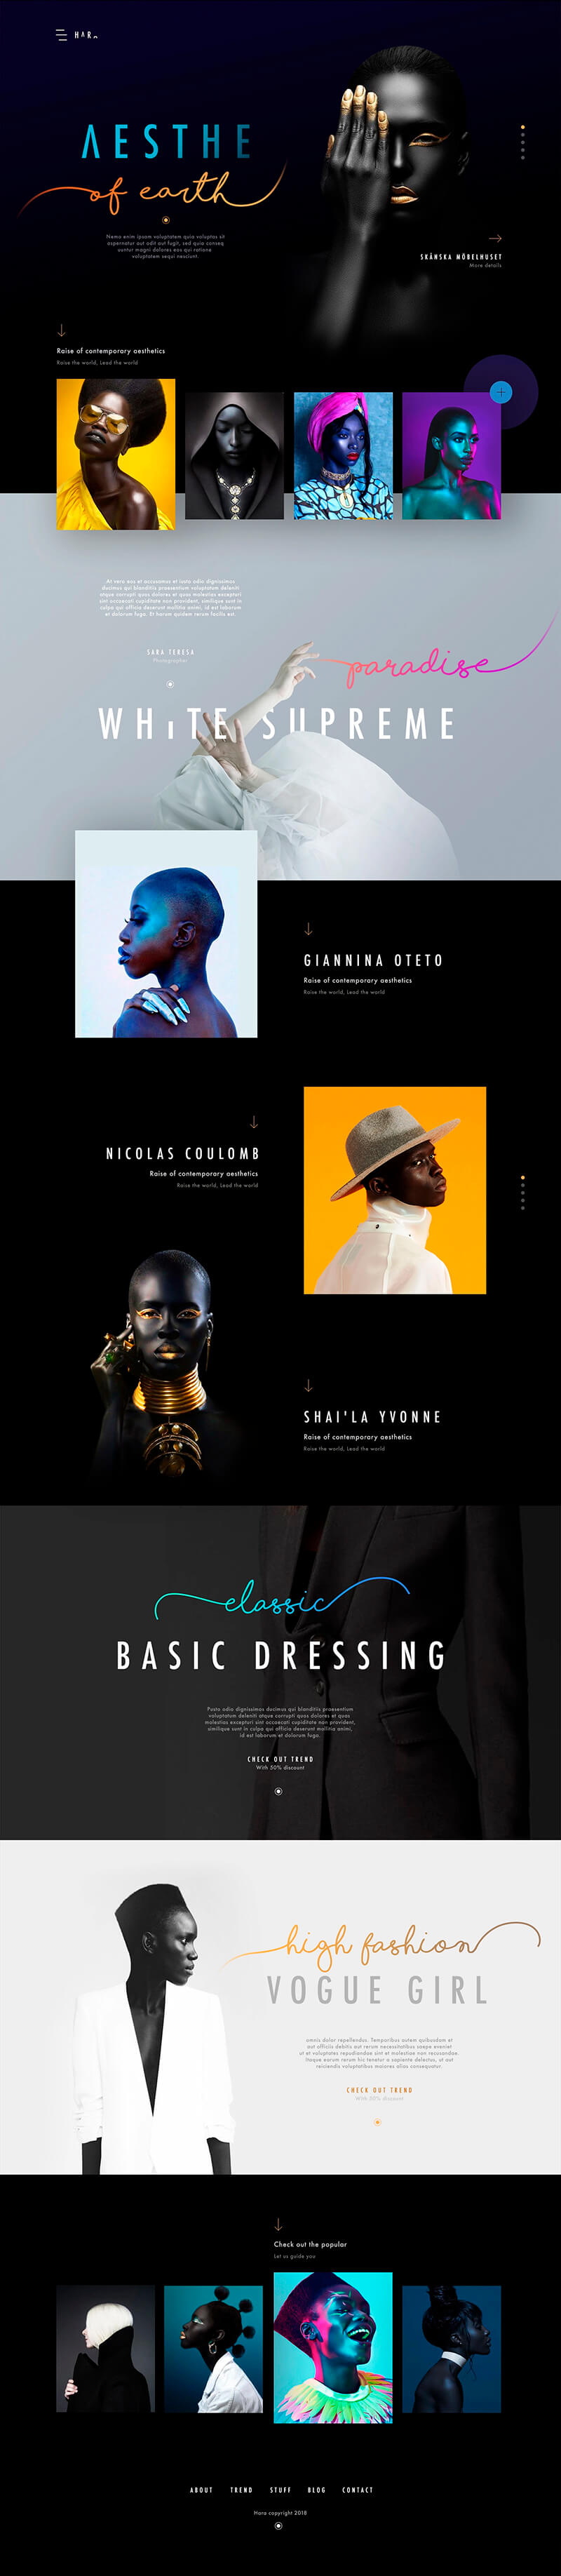 HARA
AESTHE
of earth
Nemo enim ipsam voluptatem quia voluptas sit
aspernatur aut odit aut fugit, sed quia conseq
uuntur magni dolores eos qui ratione
voluptatem sequi nesciunt
SKÅNSKA MÖBELHUSET
More details
Raise of contemporary aesthetics
Raise the world, Lead the world
At vero eos et accusamus et iusto odio dignissimos
ducimus qui blanditiis praesentium voluptatum deleniti
atque corrupti quos dolores et quas molestias excepturi
sint occaecati cupiditate non provident, similique sunt in
culpa qui officia deserunt mollitia animi, id est laborum
et dolorum fuga. Et harum quidem rerum facilis est.
SARA TERESA
Photographer
paradise
WHiTE SUPREME
GIANNINA OTETO
Raise of contemporary aesthetics
Raise the world, Lead the world
NICOLAS COULOMB
Raise of contemporary aesthetics
Raise the world, Lead the world
SHAI'LA YVONNE
Raise of contemporary aesthetics
Raise the world, Lead the world
classic
BASIC DRESSING
Pusto odio dignissimos ducimus qui blanditiis praesentium
voluptatum deleniti atque corrupti quos dolores et quas
molestias excepturi sint occaecati cupiditate non provident,
similique sunt in culpa qui officia deserunt mollitia animi,
id est laborum et dolorum fuga.
CHECK OUT TREND
With 50% discount
high fashion
VOGUE GIRL
omnis dolor repellendus. Temporibus autem quibusdam et
aut officiis debitis aut rerum necessitatibus saepe eveniet
ut et voluptates repudiandae sint et molestiae non recusandae.
Itaque earum rerum hic tenetur a sapiente delectus, ut aut
reiciendis voluptatibus maiores alias consequatur.
CHECK OUT TREND
With 50% discount
Check out the popular
Let us guide you
ABOUT TREND STUFF BLOG CONTACT
Hara copyright 2018